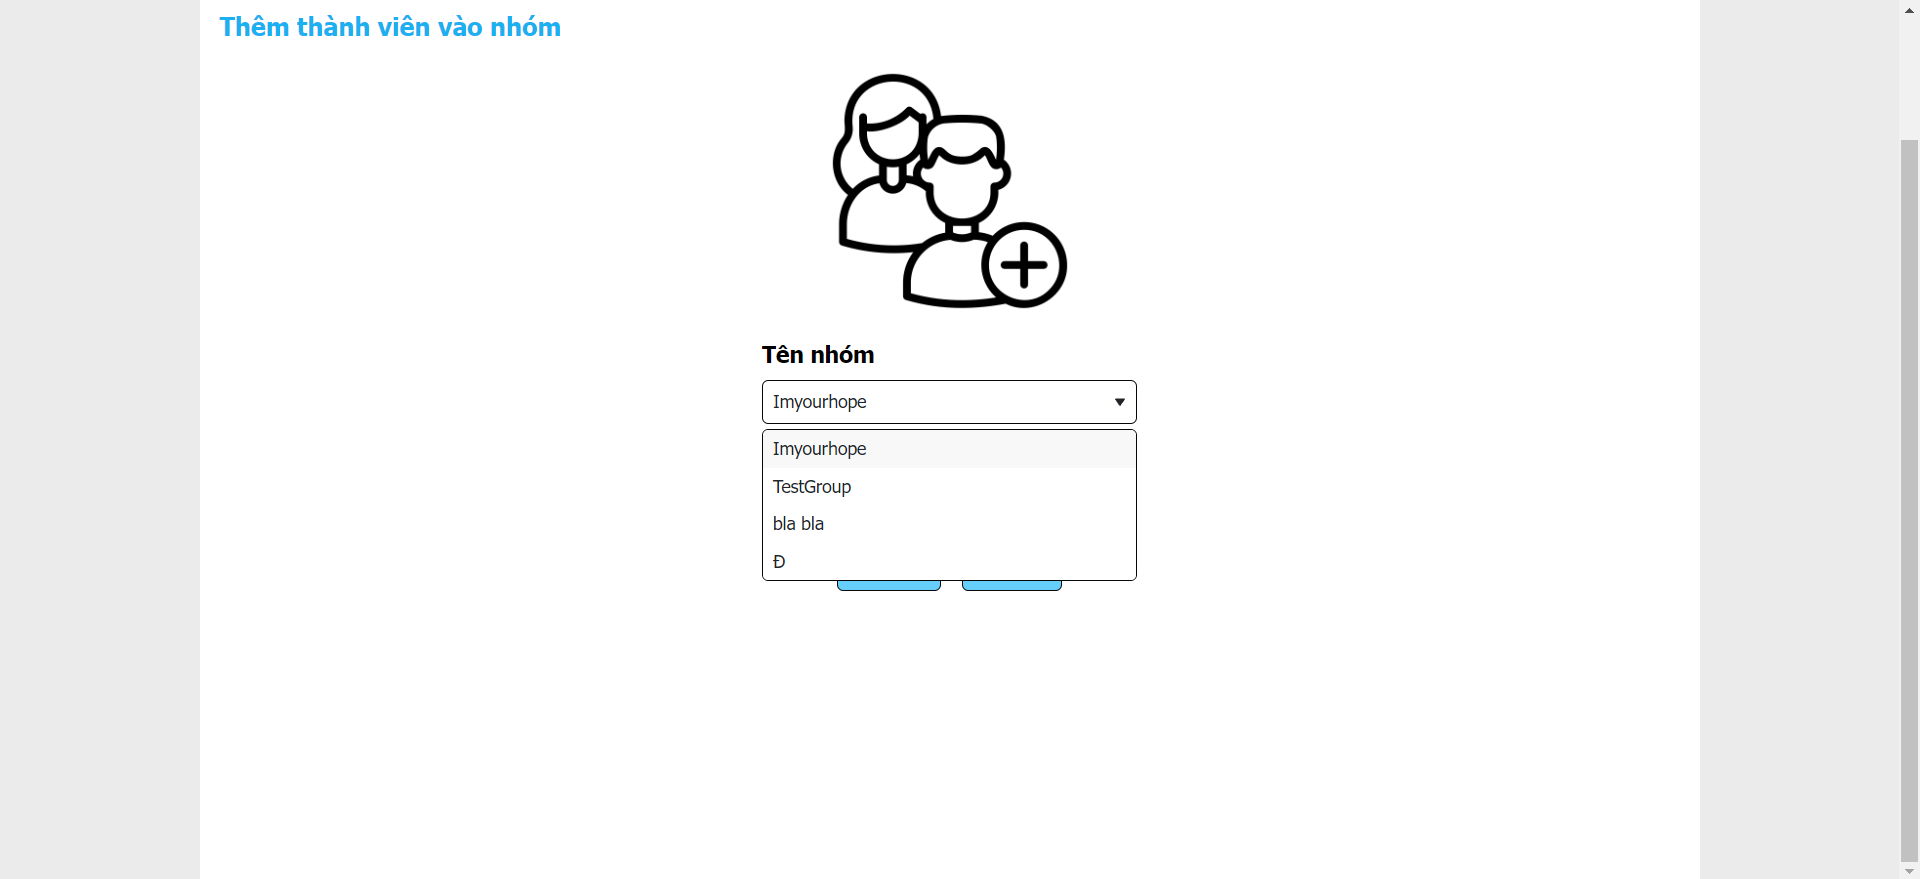 Thêm thành viên vào nhóm
Tên nhóm
Imyourhope
Imyourhope
TestGroup
bla bla
Đ